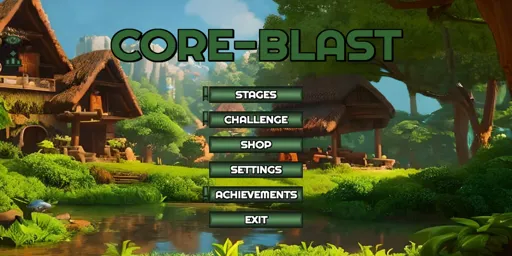 CORE-BLAST
STAGES
CHALLENGE
SHOP
SETTINGS
ACHIEVEMENTS
EXIT